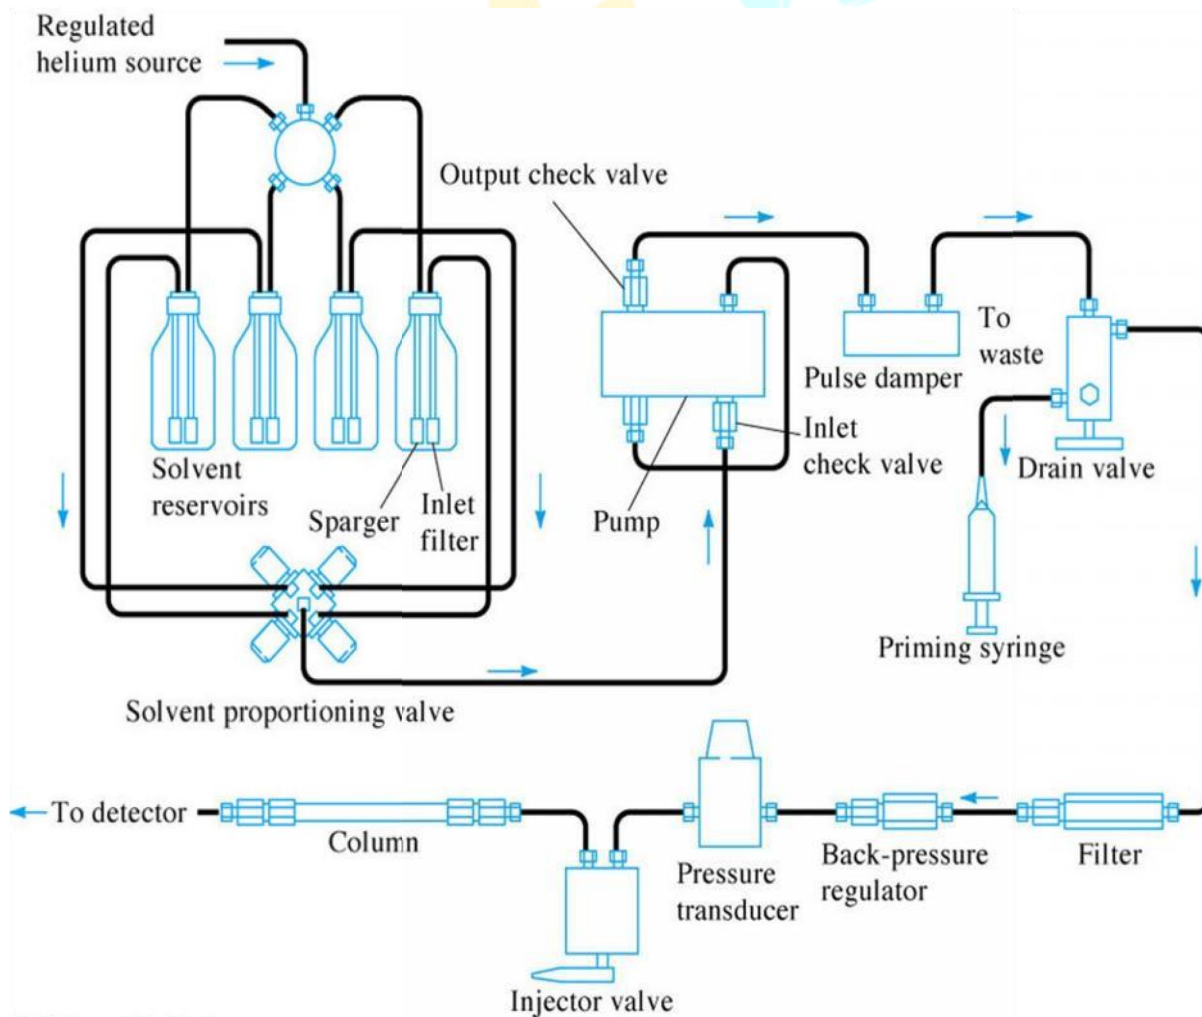 Regulated
helium source
Output check valve
To
waste
Pulse damper
Inlet
check valve
Drain valve
Solvent
reservoirs
Sparger
Inlet
filter
Pump
Priming syringe
Solvent proportioning valve
To detector
Column
Pressure
transducer
Back-pressure
regulator
Filter
Injector valve